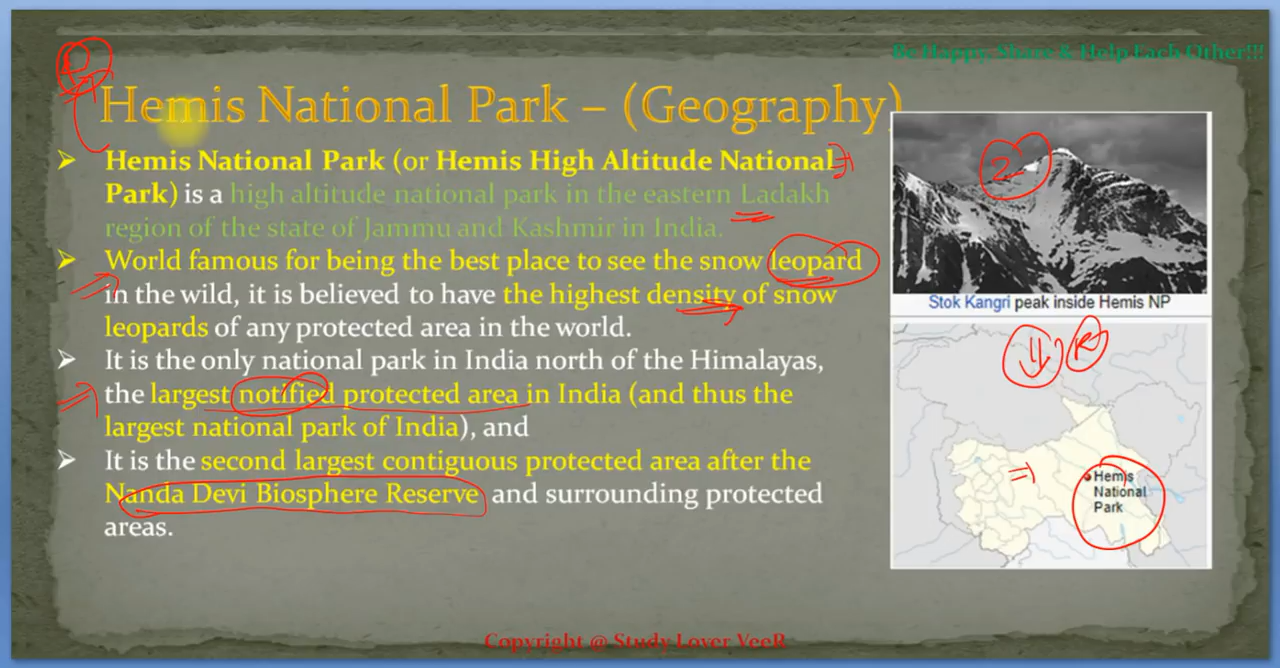 Be Happy, Share & Help Each Other!!!
Hemis National Park – (Geography)
Hemis National Park (or Hemis High Altitude National
Park) is a high altitude national park in the eastern Ladakh
region of the state of Jammu and Kashmir in India.
World famous for being the best place to see the snow leopard
in the wild, it is believed to have the highest density of snow
leopards of any protected area in the world.
It is the only national park in India north of the Himalayas,
the largest notified protected area in India (and thus the
largest national park of India), and
It is the second largest contiguous protected area after the
Nanda Devi Biosphere Reserve and surrounding protected
areas.
2
Stok Kangri peak inside Hemis NP
Hemis
National
Park
Copyright @ Study Lover VeeR